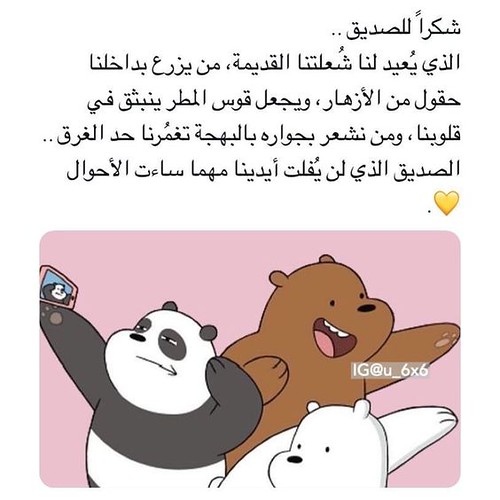 شكراً للصديق ..
الذي يُعيد لنا شُعلتنا القديمة، من يزرع بداخلنا
حقول من الأزهار، ويجعل قوس المطر ينبثق في
قلوبنا، ومن نشعر بجواره بالبهجة تغمُرنا حد الغرق ..
الصديق الذي لن يُفلت أيدينا مهما ساءت الأحوال
💛 .
IG@u_6x6